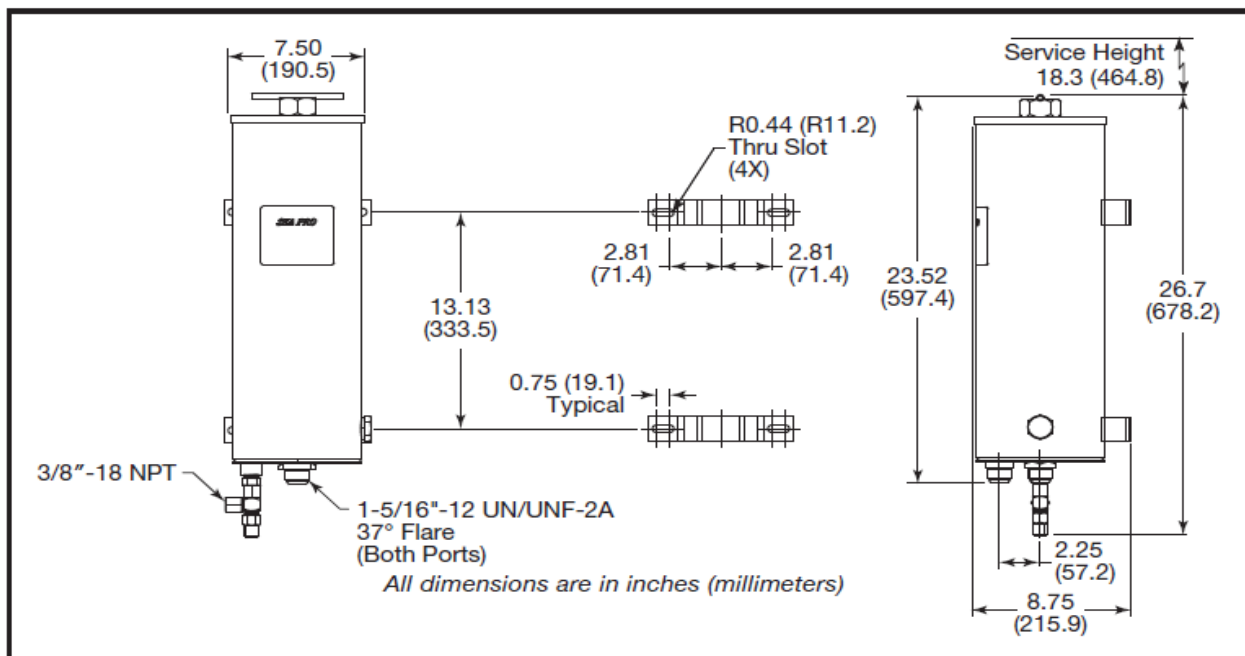 7.50
(190.5)
Service Height
18.3 (464.8)
R0.44 (R11.2)
Thru Slot
(4X)
SEA PRO
2.81
(71.4)
2.81
(71.4)
13.13
(333.5)
23.52
(597.4)
26.7
(678.2)
0.75 (19.1)
Typical
3/8"-18 NPT
1-5/16"-12 UN/UNF-2A
37° Flare
(Both Ports)
2.25
(57.2)
All dimensions are in inches (millimeters)
8.75
(215.9)